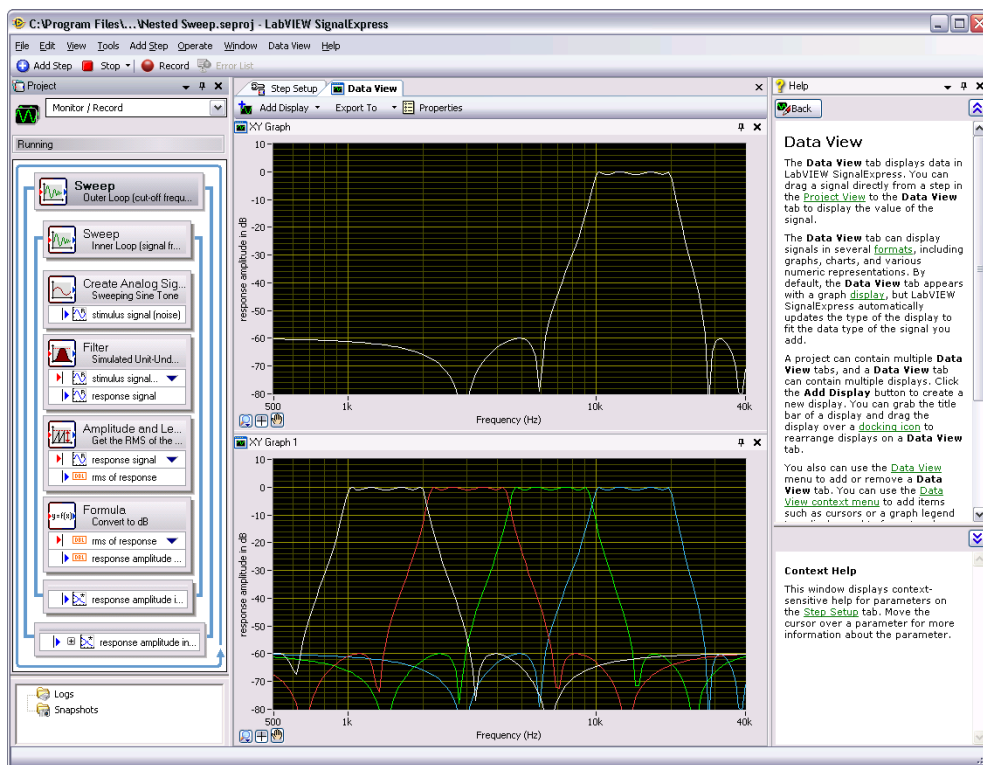 C:\Program Files\...\Nested Sweep.seproj - LabVIEW SignalExpress
File Edit View Tools Add Step Operate Window Data View Help
Add Step Stop Record Error List
Project
Monitor / Record
Running
Sweep
Outer Loop (cut-off frequ...
Sweep
Inner Loop (signal fr...
Create Analog Sig...
Sweeping Sine Tone
stimulus signal (noise)
Filter
Simulated Unit-Und...
stimulus signal...
response signal
Amplitude and Le...
Get the RMS of the ...
response signal
DBL rms of response
y=f(x)
Formula
Convert to dB
DBL rms of response
DBL response amplitude ...
response amplitude i...
response amplitude in...
Logs
Snapshots
Step Setup Data View
Add Display Export To Properties
XY Graph
response amplitude in dB
10
0
-10
-20
-30
-40
-50
-60
-70
-80
500 1k 10k 40k
Frequency (Hz)
XY Graph 1
response amplitude in dB
10
0
-10
-20
-30
-40
-50
-60
-70
-80
500 1k 10k 40k
Frequency (Hz)
Help
Back
Data View
The Data View tab displays data in
LabVIEW SignalExpress. You can
drag a signal directly from a step in
the Project View to the Data View
tab to display the value of the
signal.
The Data View tab can display
signals in several formats, including
graphs, charts, and various
numeric representations. By
default, the Data View tab appears
with a graph display, but LabVIEW
SignalExpress automatically
updates the type of the display to
fit the data type of the signal you
add.
A project can contain multiple Data
View tabs, and a Data View tab
can contain multiple displays. Click
the Add Display button to create a
new display. You can grab the title
bar of a display and drag the
display over a docking icon to
rearrange displays on a Data View
tab.
You also can use the Data View
menu to add or remove a Data
View tab. You can use the Data
View context menu to add items
such as cursors or a graph legend
Context Help
This window displays context-
sensitive help for parameters on
the Step Setup tab. Move the
cursor over a parameter for more
information about the parameter.